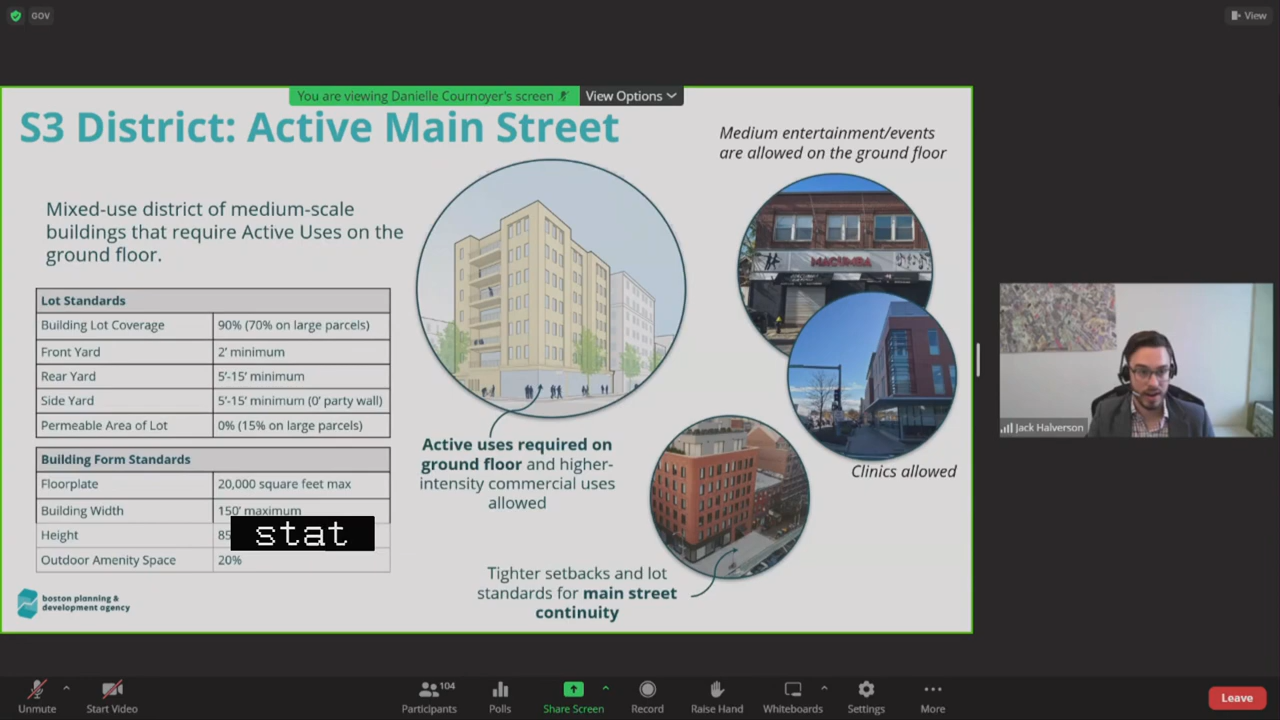 GOV
View
You are viewing Danielle Cournoyer's screen
View Options
S3 District: Active Main Street
Medium entertainment/events
are allowed on the ground floor
Mixed-use district of medium-scale
buildings that require Active Uses on the
ground floor.
MACUMBA
Lot Standards
Building Lot Coverage 90% (70% on large parcels)
Front Yard 2' minimum
Rear Yard 5'-15' minimum
Side Yard 5'-15' minimum (0' party wall)
Permeable Area of Lot 0% (15% on large parcels)
Building Form Standards
Floorplate 20,000 square feet max
Building Width 150' maximum
Height
stat
Outdoor Amenity Space 20%
boston planning &
development agency
Active uses required on
ground floor and higher-
intensity commercial uses
allowed
Clinics allowed
Tighter setbacks and lot
standards for main street
continuity
Jack Halverson
Unmute
Start Video
104
Participants
Polls
Share Screen
Record
Raise Hand
Whiteboards
Settings
More
Leave